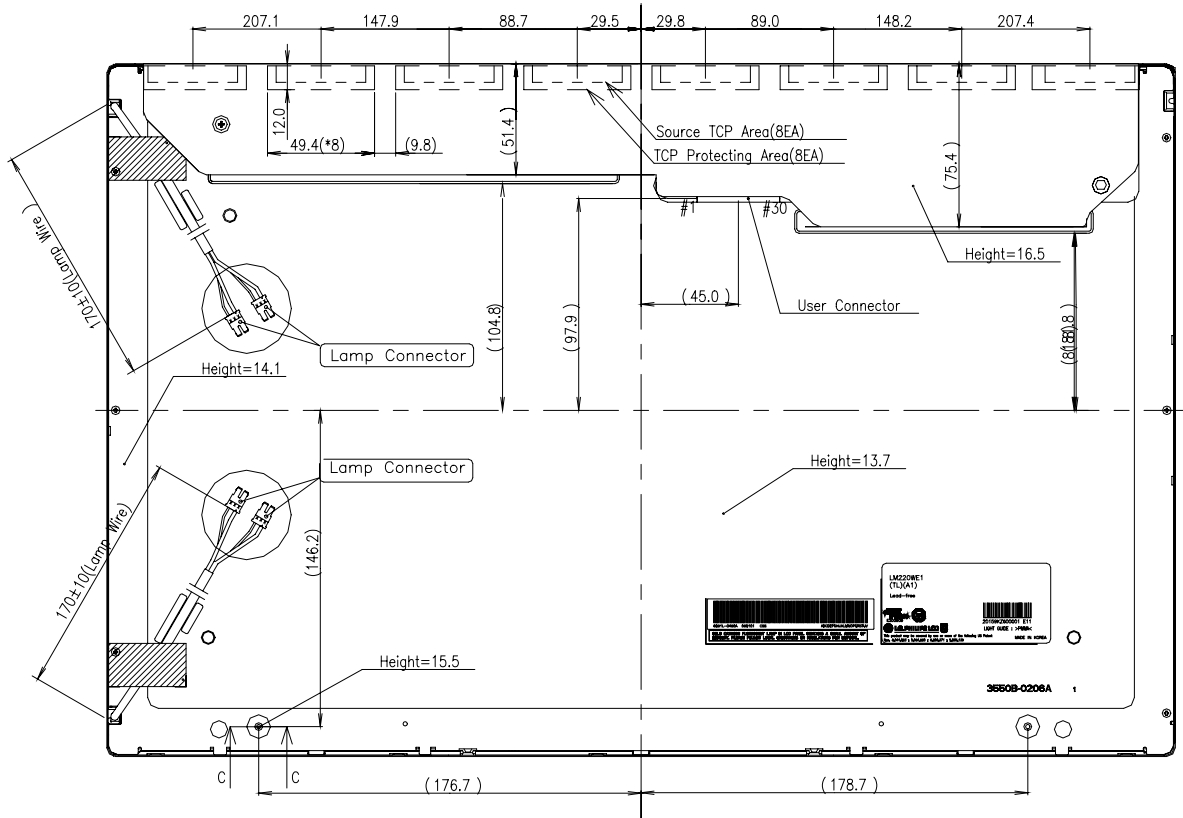 207.1 147.9 88.7 29.5 29.8 89.0 148.2 207.4
12.0
49.4(*8) (9.8)
(51.4)
Source TCP Area(8EA)
TCP Protecting Area(8EA)
(75.4)
#1 #30
Height=16.5
170±10(Lamp Wire)
(45.0)
User Connector
(104.8)
(97.9)
Lamp Connector
Height=14.1
Lamp Connector
Height=13.7
170±10(Lamp Wire)
(146.2)
LM220WE1
(TL)(A1)
Lead-free
LG.PHILIPS LCD
MADE IN KOREA
Height=15.5
3550B-0206A 1
C C
(176.7) (178.7)